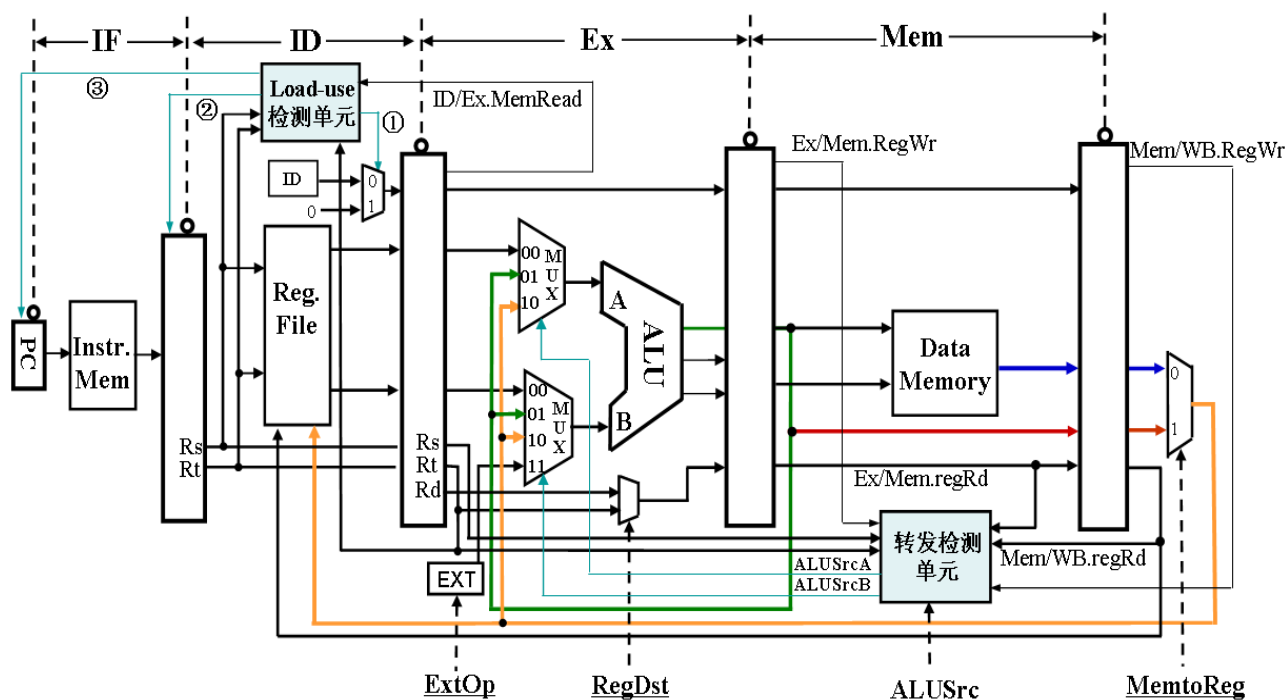 IF
ID
Ex
Mem
③
②
①
Load-use
检测单元
ID/Ex.MemRead
Ex/Mem.RegWr
Mem/WB.RegWr
ID
0
1
0
PC
Instr.
Mem
Reg.
File
Rs
Rt
Rs
Rt
Rd
00
01
10
M
U
X
00
01
10
11
M
U
X
A
B
ALU
Data
Memory
0
1
Ex/Mem.regRd
Mem/WB.regRd
转发检测
单元
ALUSrcA
ALUSrcB
EXT
ExtOp
RegDst
ALUSrc
MemtoReg